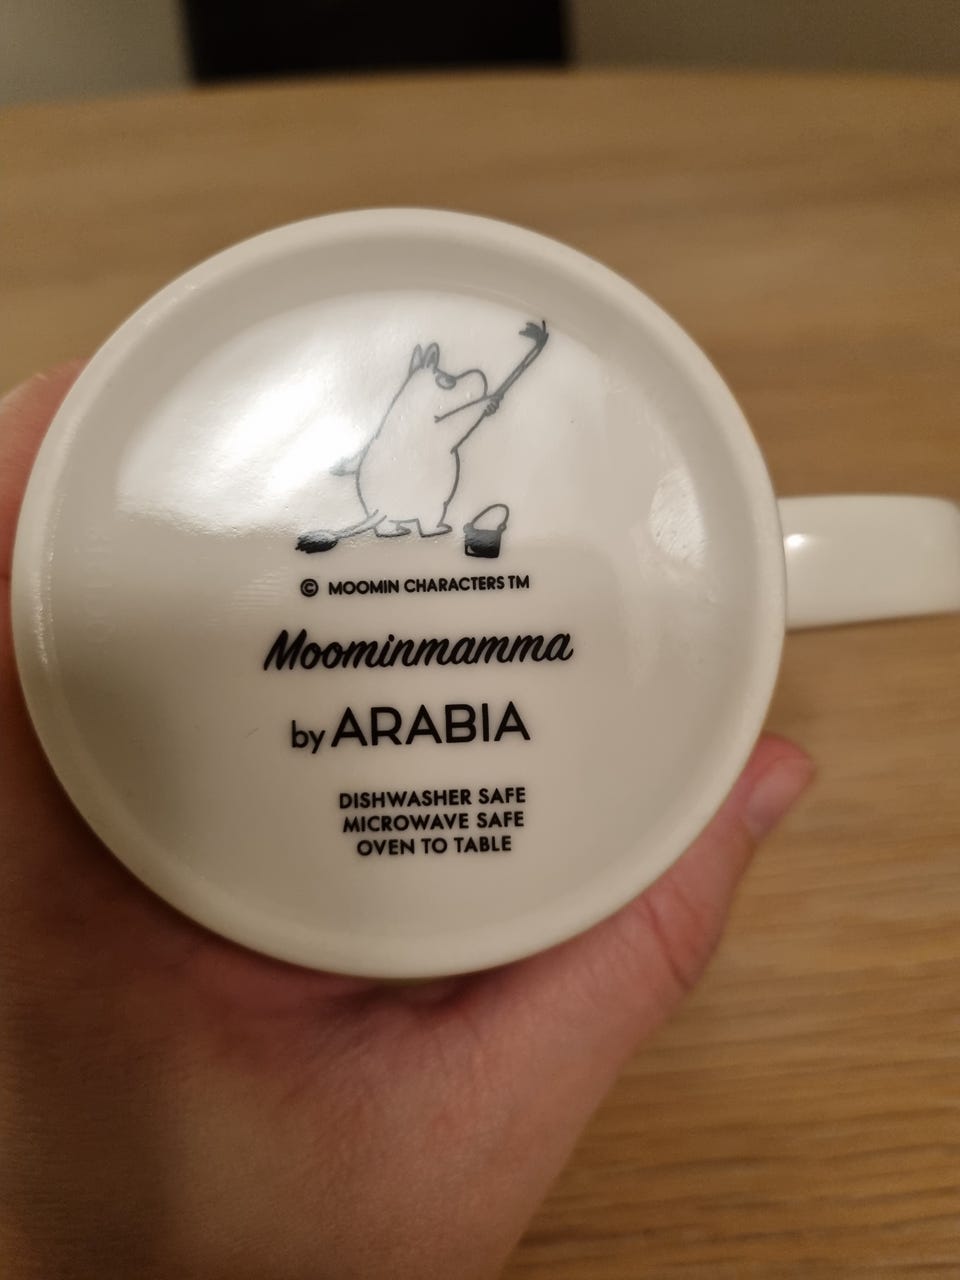 © MOOMIN CHARACTERS TM
Moominmamma
by ARABIA
DISHWASHER SAFE
MICROWAVE SAFE
OVEN TO TABLE